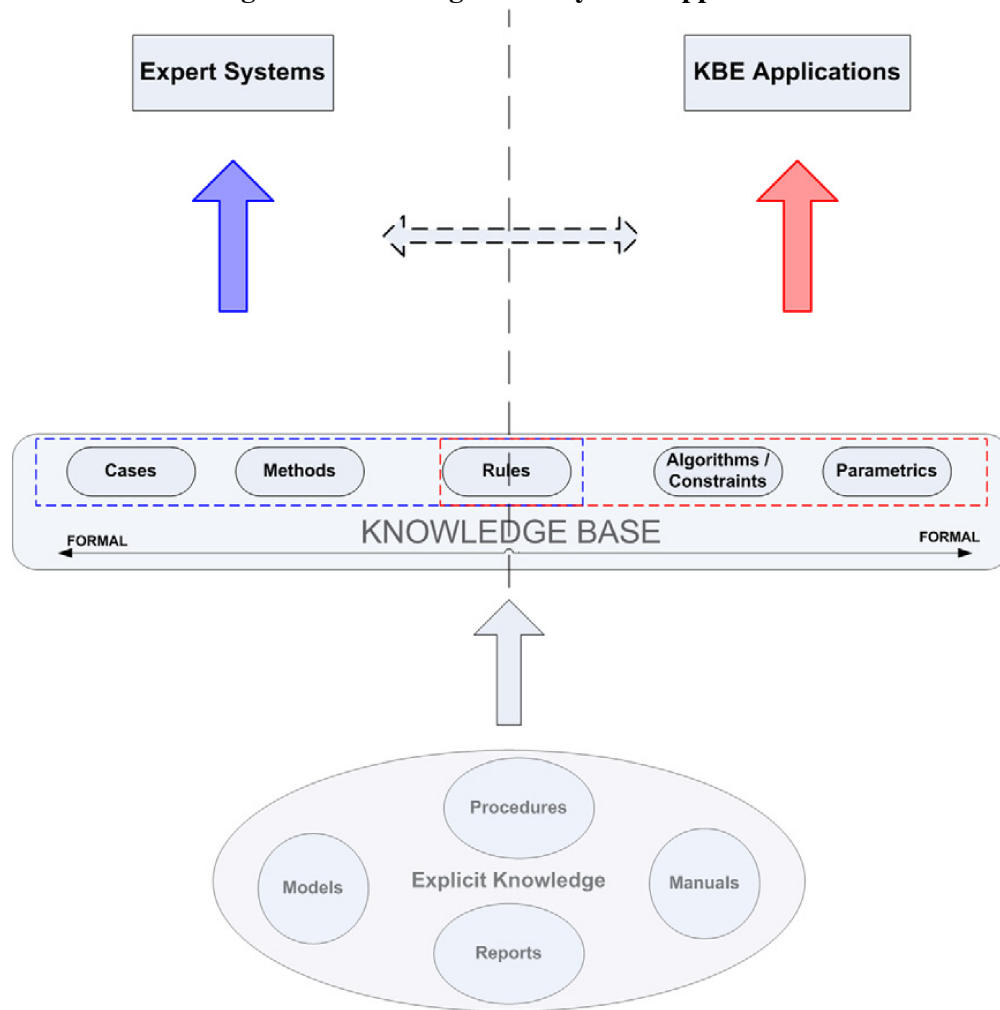 Expert Systems
KBE Applications
Cases
Methods
Rules
Algorithms /
Constraints
Parametrics
KNOWLEDGE BASE
FORMAL
FORMAL
Procedures
Models
Explicit Knowledge
Manuals
Reports